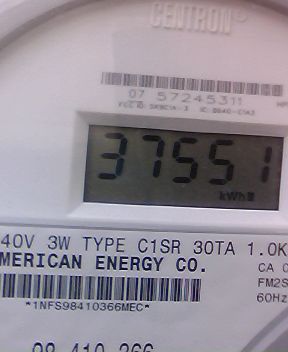 CENTRON®
07 57245311
37551
kWh
40V 3W TYPE C1SR 30TA 1.0K
MERICAN ENERGY CO.
CA 0
FM2S
60Hz
*1NFS98410366MEC*
98 410 366